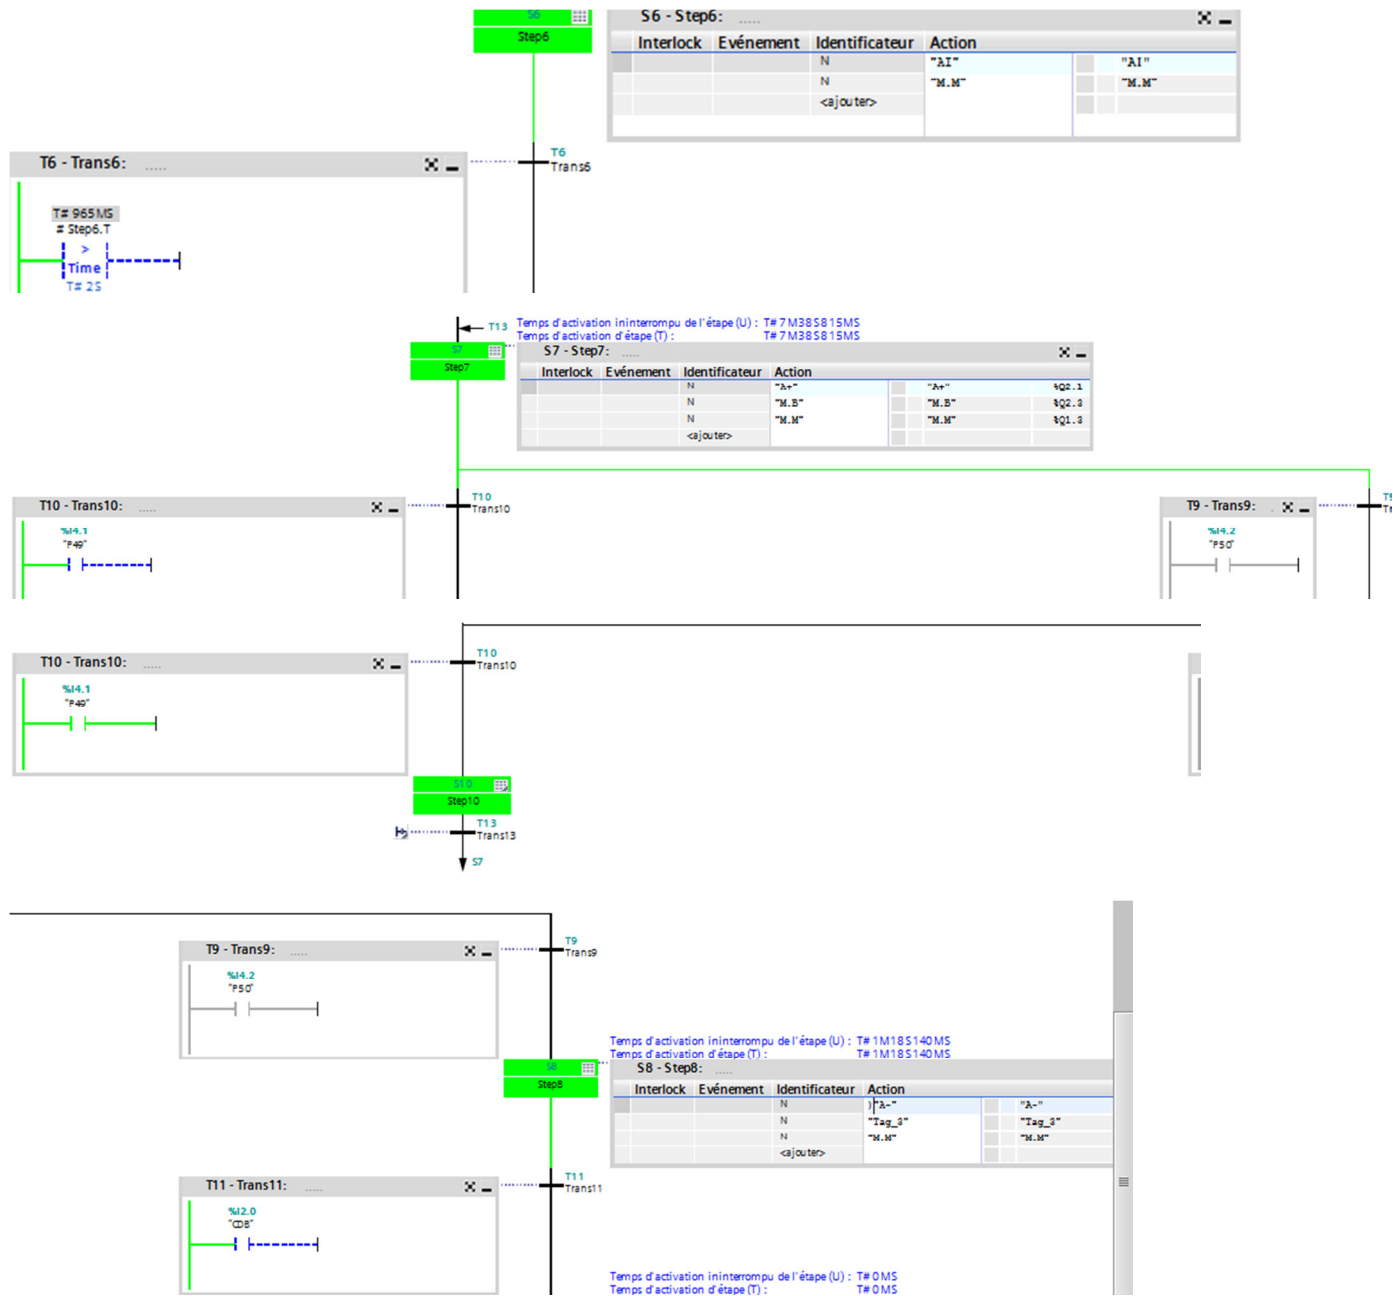 S6
Step6
S6 - Step6: .....
Interlock Evénement Identificateur Action
N "AI" "AI"
N "M.M" "M.M"
<ajouter>
T6
Trans6
T6 - Trans6: .....
T# 965MS
# Step6.T
>
Time
T# 2S
T13
Temps d'activation ininterrompu de l'étape (U) : T# 7M38S815MS
Temps d'activation d'étape (T) : T# 7M38S815MS
S7
Step7
S7 - Step7: .....
Interlock Evénement Identificateur Action
N "A+" "A+" %Q2.1
N "M.B" "M.B" %Q2.3
N "M.M" "M.M" %Q1.3
<ajouter>
T10
Trans10
T10 - Trans10: .....
%I4.1
"P49"
T9 - Trans9: .
%I4.2
"P50"
T10
Trans10
T10 - Trans10: .....
%I4.1
"P49"
S10
Step10
T13
Trans13
S7
T9
Trans9
T9 - Trans9: .....
%I4.2
"P50"
Temps d'activation ininterrompu de l'étape (U) : T# 1M18S140MS
Temps d'activation d'étape (T) : T# 1M18S140MS
S8
Step8
S8 - Step8: .....
Interlock Evénement Identificateur Action
N )"A-" "A-"
N "Tag_3" "Tag_3"
N "M.M" "M.M"
<ajouter>
T11
Trans11
T11 - Trans11: .....
%I2.0
"CDB"
Temps d'activation ininterrompu de l'étape (U) : T# 0MS
Temps d'activation d'étape (T) : T# 0MS